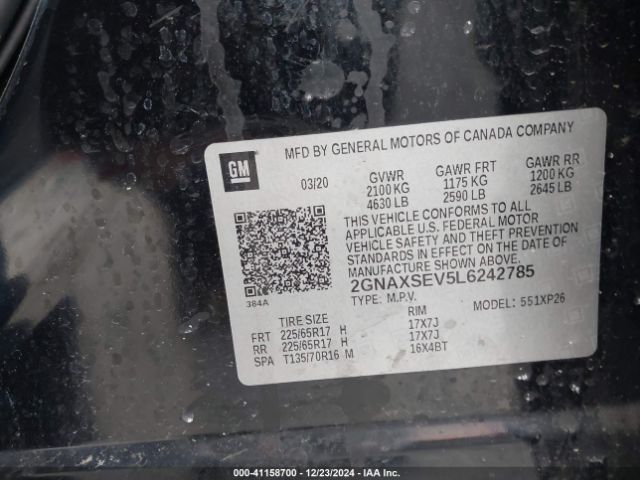 MFD BY GENERAL MOTORS OF CANADA COMPANY
GM
03/20
GVWR GAWR FRT GAWR RR
2100 KG 1175 KG 1200 KG
4630 LB 2590 LB 2645 LB
THIS VEHICLE CONFORMS TO ALL
APPLICABLE U.S. FEDERAL MOTOR
VEHICLE SAFETY AND THEFT PREVENTION
STANDARDS IN EFFECT ON THE DATE OF
MANUFACTURE SHOWN ABOVE.
384A
2GNAXSEV5L6242785
TYPE: M.P.V. MODEL: 551XP26
TIRE SIZE RIM
FRT 225/65R17 H 17X7J
RR 225/65R17 H 17X7J
SPA T135/70R16 M 16X4BT
000-41158700 - 12/23/2024 - IAAI.COM